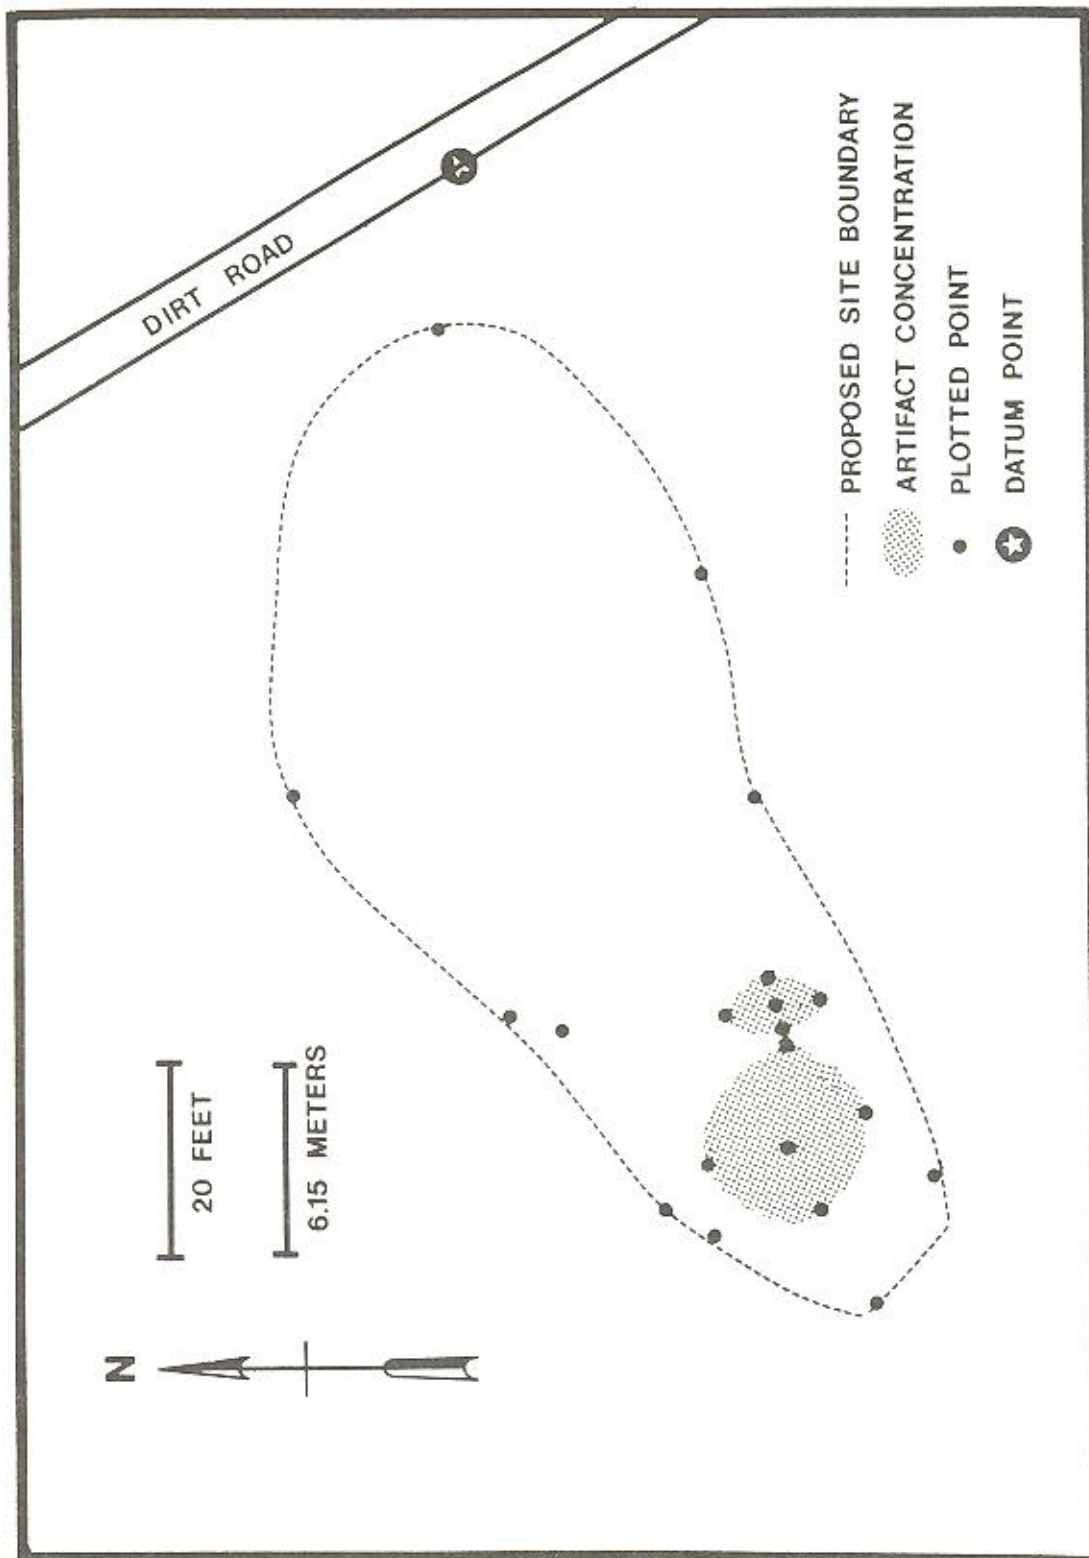 N
20 FEET
6.15 METERS
DIRT ROAD
PROPOSED SITE BOUNDARY
ARTIFACT CONCENTRATION
PLOTTED POINT
DATUM POINT